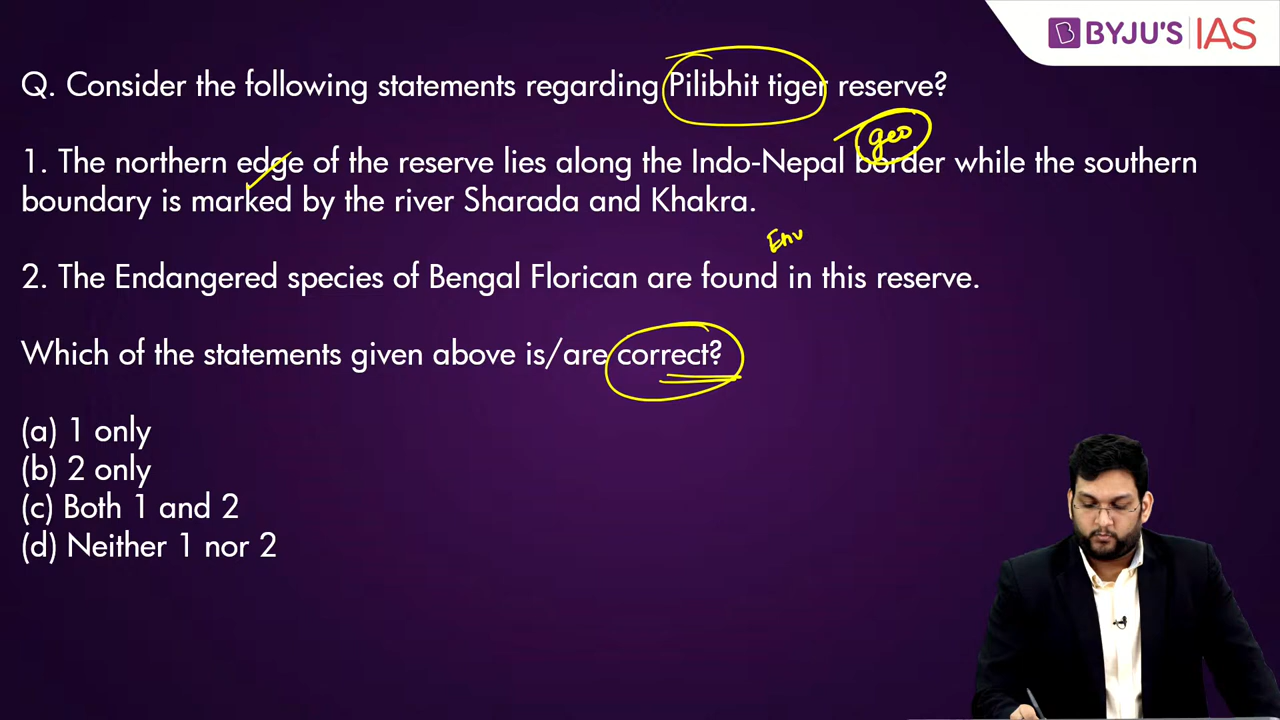 BYJU'S IAS
Q. Consider the following statements regarding Pilibhit tiger reserve?
geo
1. The northern edge of the reserve lies along the Indo-Nepal border while the southern
boundary is marked by the river Sharada and Khakra.
Env
2. The Endangered species of Bengal Florican are found in this reserve.
Which of the statements given above is/are correct?
(a) 1 only
(b) 2 only
(c) Both 1 and 2
(d) Neither 1 nor 2